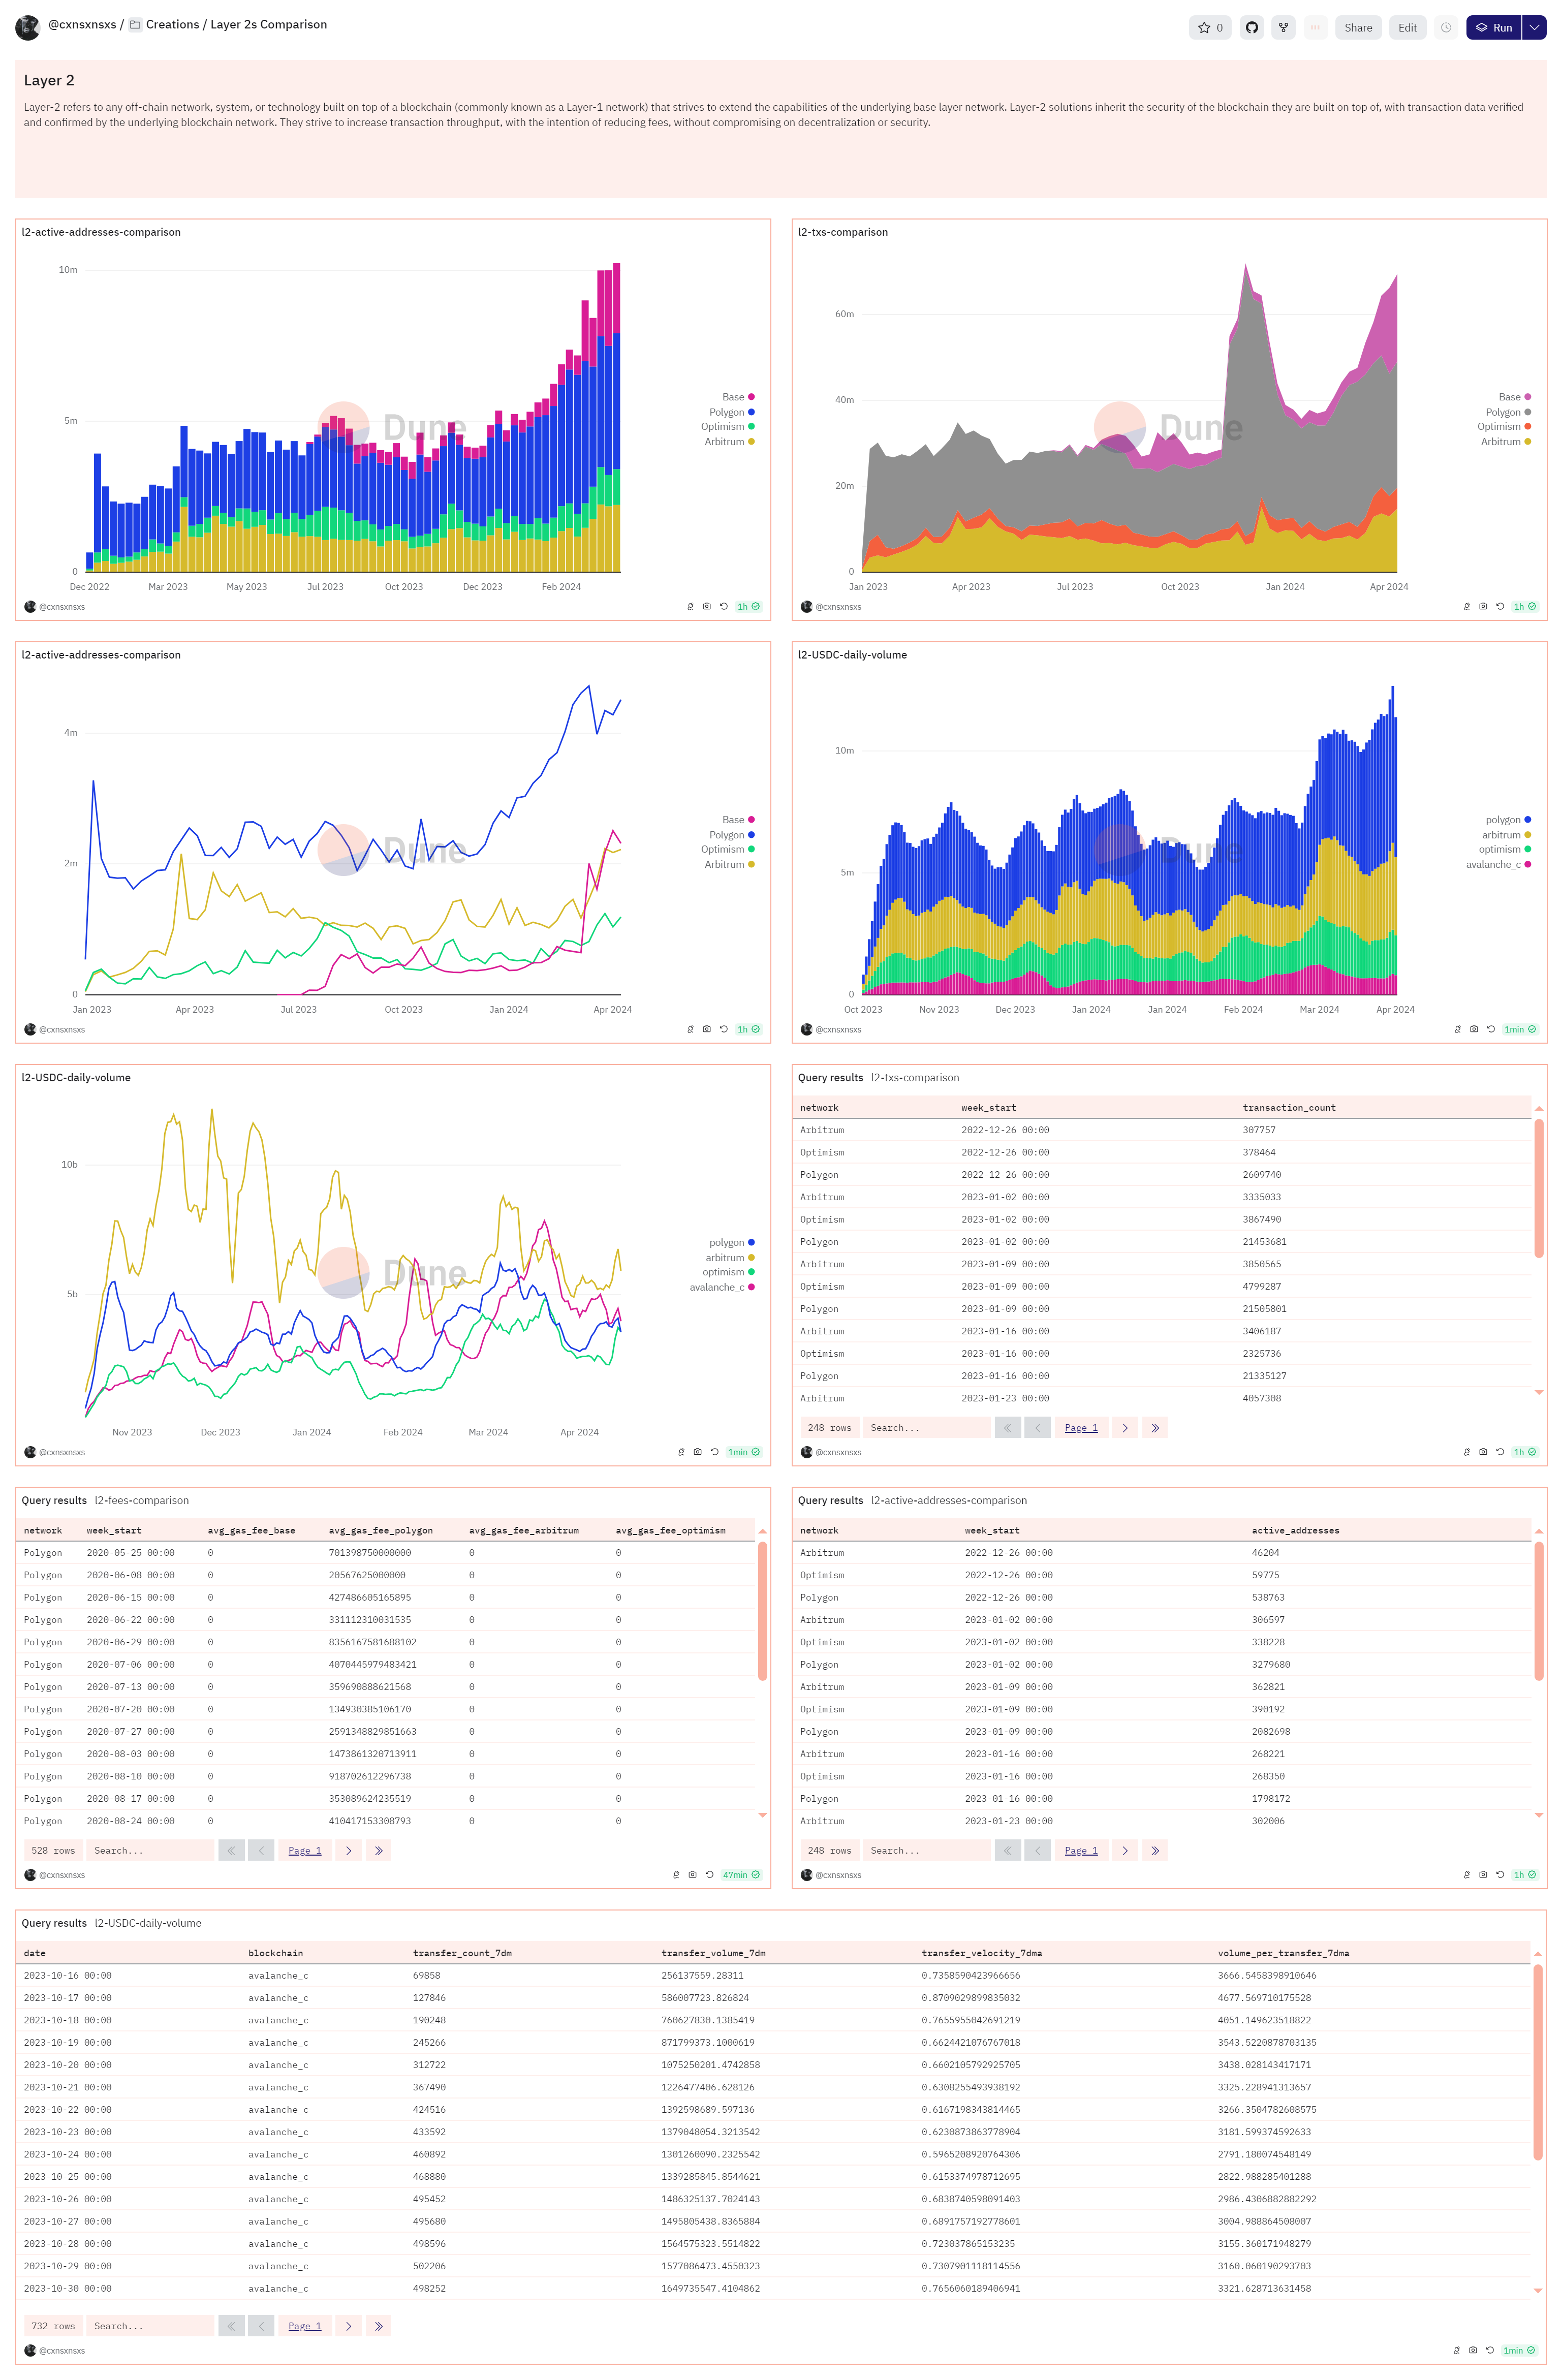 @cxnsxnsxs / Creations / Layer 2s Comparison
0 Share Edit Run
Layer 2
Layer-2 refers to any off-chain network, system, or technology built on top of a blockchain (commonly known as a Layer-1 network) that strives to extend the capabilities of the underlying base layer network. Layer-2 solutions inherit the security of the blockchain they are built on top of, with transaction data verified
and confirmed by the underlying blockchain network. They strive to increase transaction throughput, with the intention of reducing fees, without compromising on decentralization or security.
l2-active-addresses-comparison
10m
5m
0
Dune
Base
Polygon
Optimism
Arbitrum
Dec 2022 Mar 2023 May 2023 Jul 2023 Oct 2023 Dec 2023 Feb 2024
@cxnsxnsxs 1h
l2-txs-comparison
60m
40m
20m
0
Dune
Base
Polygon
Optimism
Arbitrum
Jan 2023 Apr 2023 Jul 2023 Oct 2023 Jan 2024 Apr 2024
@cxnsxnsxs 1h
l2-active-addresses-comparison
4m
2m
0
Dune
Base
Polygon
Optimism
Arbitrum
Jan 2023 Apr 2023 Jul 2023 Oct 2023 Jan 2024 Apr 2024
@cxnsxnsxs 1h
l2-USDC-daily-volume
10m
5m
0
Dune
polygon
arbitrum
optimism
avalanche_c
Oct 2023 Nov 2023 Dec 2023 Jan 2024 Jan 2024 Feb 2024 Mar 2024 Apr 2024
@cxnsxnsxs 1min
l2-USDC-daily-volume
10b
5b
Dune
polygon
arbitrum
optimism
avalanche_c
Nov 2023 Dec 2023 Jan 2024 Feb 2024 Mar 2024 Apr 2024
@cxnsxnsxs 1min
Query results l2-txs-comparison
network week_start transaction_count
Arbitrum 2022-12-26 00:00 307757
Optimism 2022-12-26 00:00 378464
Polygon 2022-12-26 00:00 2609740
Arbitrum 2023-01-02 00:00 3335033
Optimism 2023-01-02 00:00 3867490
Polygon 2023-01-02 00:00 21453681
Arbitrum 2023-01-09 00:00 3850565
Optimism 2023-01-09 00:00 4799287
Polygon 2023-01-09 00:00 21505801
Arbitrum 2023-01-16 00:00 3406187
Optimism 2023-01-16 00:00 2325736
Polygon 2023-01-16 00:00 21335127
Arbitrum 2023-01-23 00:00 4057308
248 rows Search... Page 1
@cxnsxnsxs 1h
Query results l2-fees-comparison
network week_start avg_gas_fee_base avg_gas_fee_polygon avg_gas_fee_arbitrum avg_gas_fee_optimism
Polygon 2020-05-25 00:00 0 701398750000000 0 0
Polygon 2020-06-08 00:00 0 20567625000000 0 0
Polygon 2020-06-15 00:00 0 427486605165895 0 0
Polygon 2020-06-22 00:00 0 331112310031535 0 0
Polygon 2020-06-29 00:00 0 8356167581688102 0 0
Polygon 2020-07-06 00:00 0 4070445979483421 0 0
Polygon 2020-07-13 00:00 0 359690888621568 0 0
Polygon 2020-07-20 00:00 0 134930385106170 0 0
Polygon 2020-07-27 00:00 0 2591348829851663 0 0
Polygon 2020-08-03 00:00 0 1473861320713911 0 0
Polygon 2020-08-10 00:00 0 918702612296738 0 0
Polygon 2020-08-17 00:00 0 353089624235519 0 0
Polygon 2020-08-24 00:00 0 410417153308793 0 0
528 rows Search... Page 1
@cxnsxnsxs 47min
Query results l2-active-addresses-comparison
network week_start active_addresses
Arbitrum 2022-12-26 00:00 46204
Optimism 2022-12-26 00:00 59775
Polygon 2022-12-26 00:00 538763
Arbitrum 2023-01-02 00:00 306597
Optimism 2023-01-02 00:00 338228
Polygon 2023-01-02 00:00 3279680
Arbitrum 2023-01-09 00:00 362821
Optimism 2023-01-09 00:00 390192
Polygon 2023-01-09 00:00 2082698
Arbitrum 2023-01-16 00:00 268221
Optimism 2023-01-16 00:00 268350
Polygon 2023-01-16 00:00 1798172
Arbitrum 2023-01-23 00:00 302006
248 rows Search... Page 1
@cxnsxnsxs 1h
Query results l2-USDC-daily-volume
date blockchain transfer_count_7dm transfer_volume_7dm transfer_velocity_7dma volume_per_transfer_7dma
2023-10-16 00:00 avalanche_c 69858 256137559.28311 0.7358590423966656 3666.5458398910646
2023-10-17 00:00 avalanche_c 127846 586007723.826824 0.8709029899835032 4677.569710175528
2023-10-18 00:00 avalanche_c 190248 760627830.1385419 0.7655955042691219 4051.149623518822
2023-10-19 00:00 avalanche_c 245266 871799373.1000619 0.6624421076767018 3543.5220878703135
2023-10-20 00:00 avalanche_c 312722 1075250201.4742858 0.6602105792925705 3438.028143417171
2023-10-21 00:00 avalanche_c 367490 1226477406.628126 0.6308255493938192 3325.228941313657
2023-10-22 00:00 avalanche_c 424516 1392598689.597136 0.6167198343814465 3266.3504782608575
2023-10-23 00:00 avalanche_c 433592 1379048054.3213542 0.6230873863778904 3181.599374592633
2023-10-24 00:00 avalanche_c 460892 1301260090.2325542 0.5965208920764306 2791.180074548149
2023-10-25 00:00 avalanche_c 468880 1339285845.8544621 0.6153374978712695 2822.988285401288
2023-10-26 00:00 avalanche_c 495452 1486325137.7024143 0.6838740598091403 2986.4306882882292
2023-10-27 00:00 avalanche_c 495680 1495805438.8365884 0.6891757192778601 3004.988864508007
2023-10-28 00:00 avalanche_c 498596 1564575323.5514822 0.723037865153235 3155.360171948279
2023-10-29 00:00 avalanche_c 502206 1577086473.4550323 0.7307901118114556 3160.060190293703
2023-10-30 00:00 avalanche_c 498252 1649735547.4104862 0.7656060189406941 3321.628713631458
732 rows Search... Page 1
@cxnsxnsxs 1min